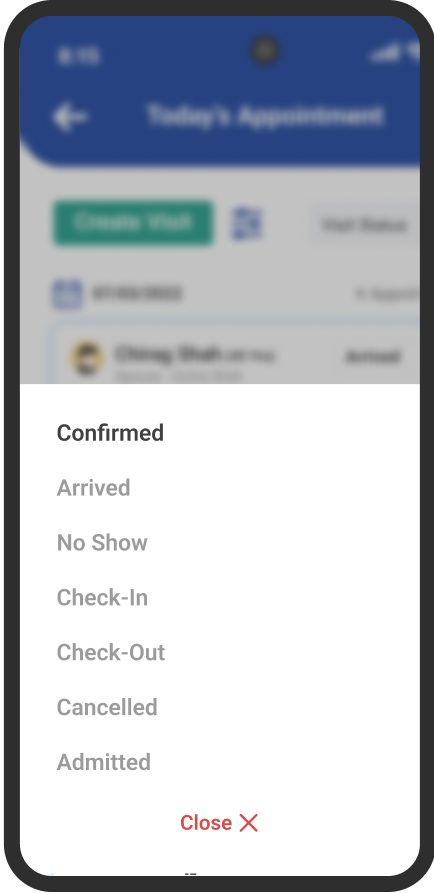 8:15
Today's Appointment
Create Visit
Visit Status
07/03/2022
Chirag Shah
Arrived
Confirmed
Arrived
No Show
Check-In
Check-Out
Cancelled
Admitted
Close